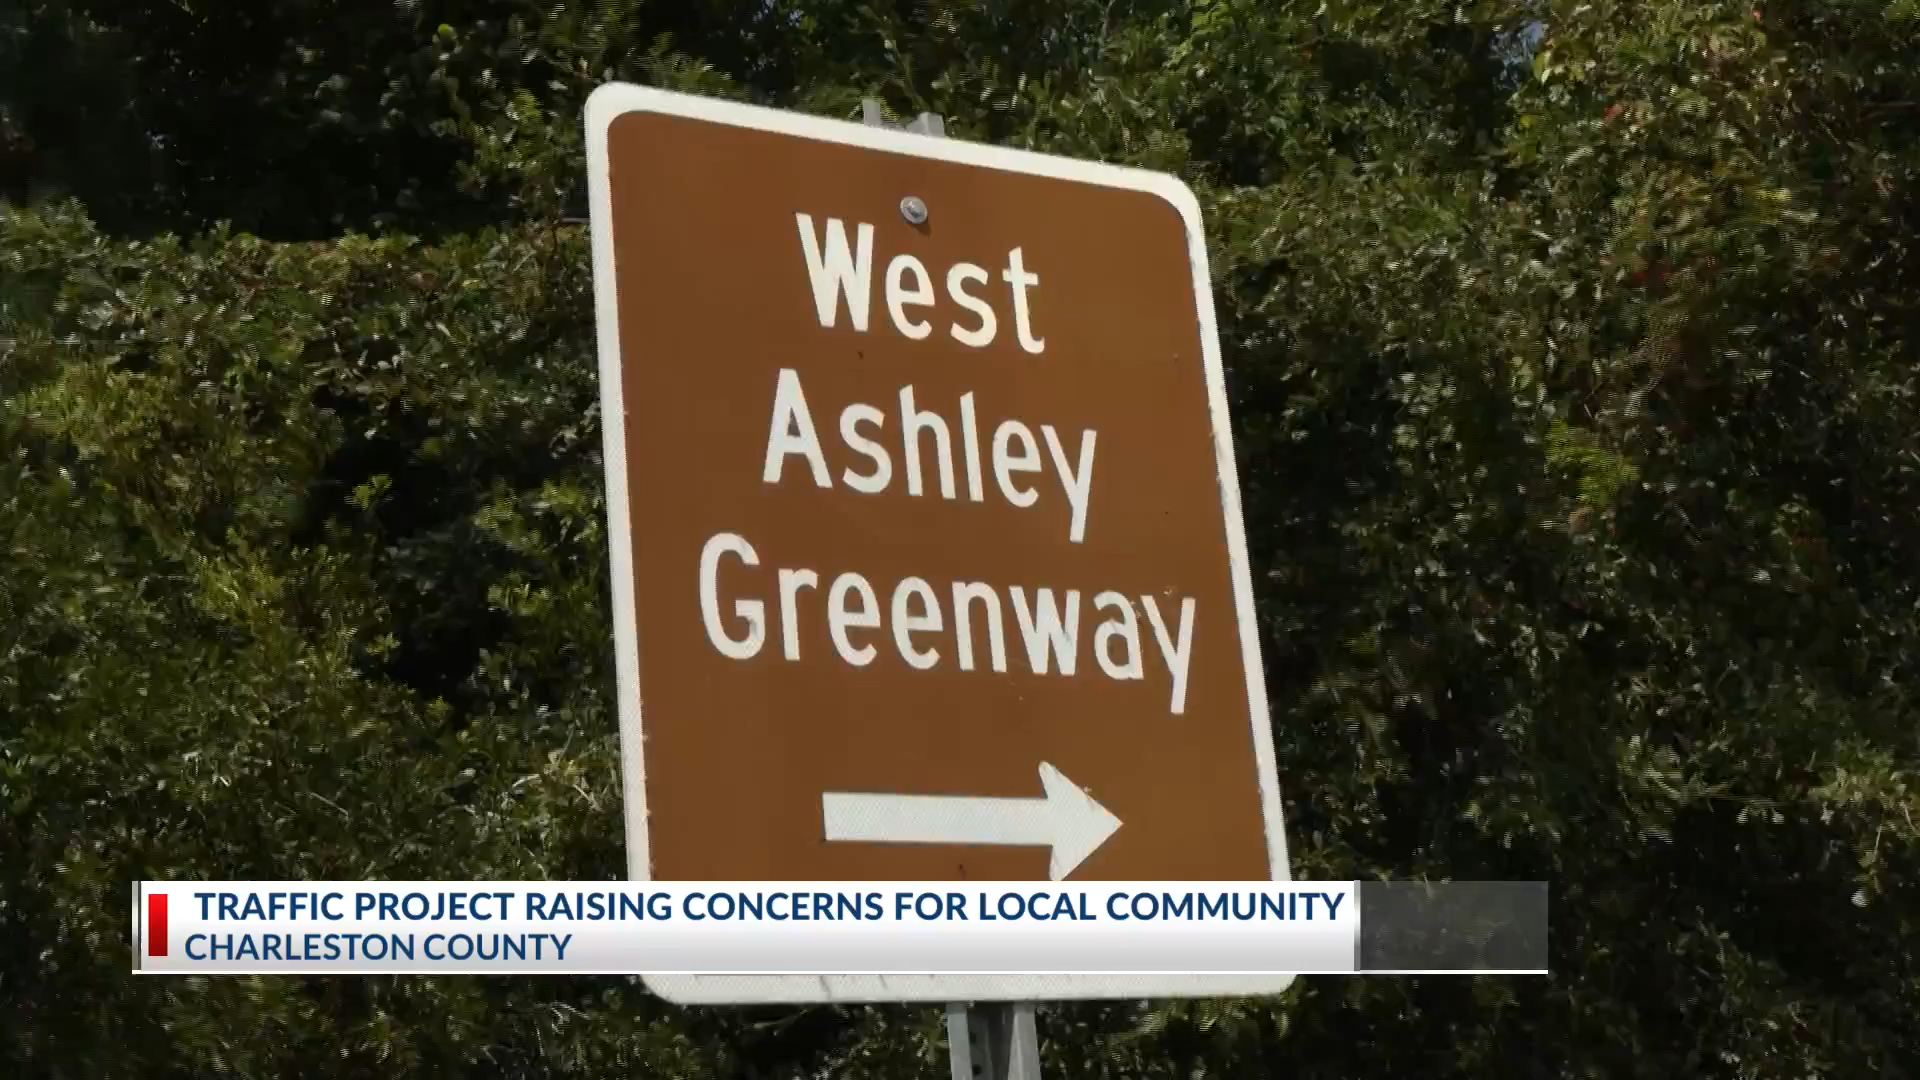 West
Ashley
Greenway
TRAFFIC PROJECT RAISING CONCERNS FOR LOCAL COMMUNITY
CHARLESTON COUNTY